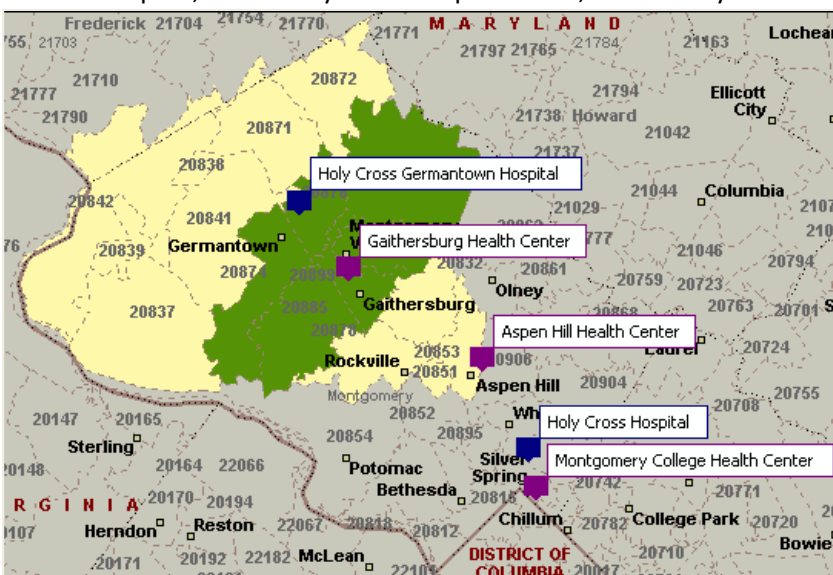 Frederick 21704 21754 21770 21771 M A R Y L A N D
21703 21797 21765 21784 21163
21710 20872 21777 21794
21790 20871 21738 Howard Ellicott
City
21042
21737
20838 Holy Cross Germantown Hospital
20842 21044 Columbia
20841 21029
Germantown Gaithersburg Health Center
20839 20874 20832 20861 21046 20794
20759 20723
20837 Gaithersburg Olney 20763 20701
20878
Aspen Hill Health Center
Rockville 20853 20906 Laurel 20724
20851
Aspen Hill 20904 20755
Montgomery
20852 20708
20147 20165 20854 20895 Holy Cross Hospital
Sterling
Silver
Spring
20164 22066 Potomac Montgomery College Health Center
20148
Bethesda 20742 20771
R G I N I A 20170 20194
Herndon Reston 22067 20818 20812 Chillum 20782 College Park 20720
Bowie
20171 20192 22182 McLean DISTRICT OF
COLUMBIA
20710